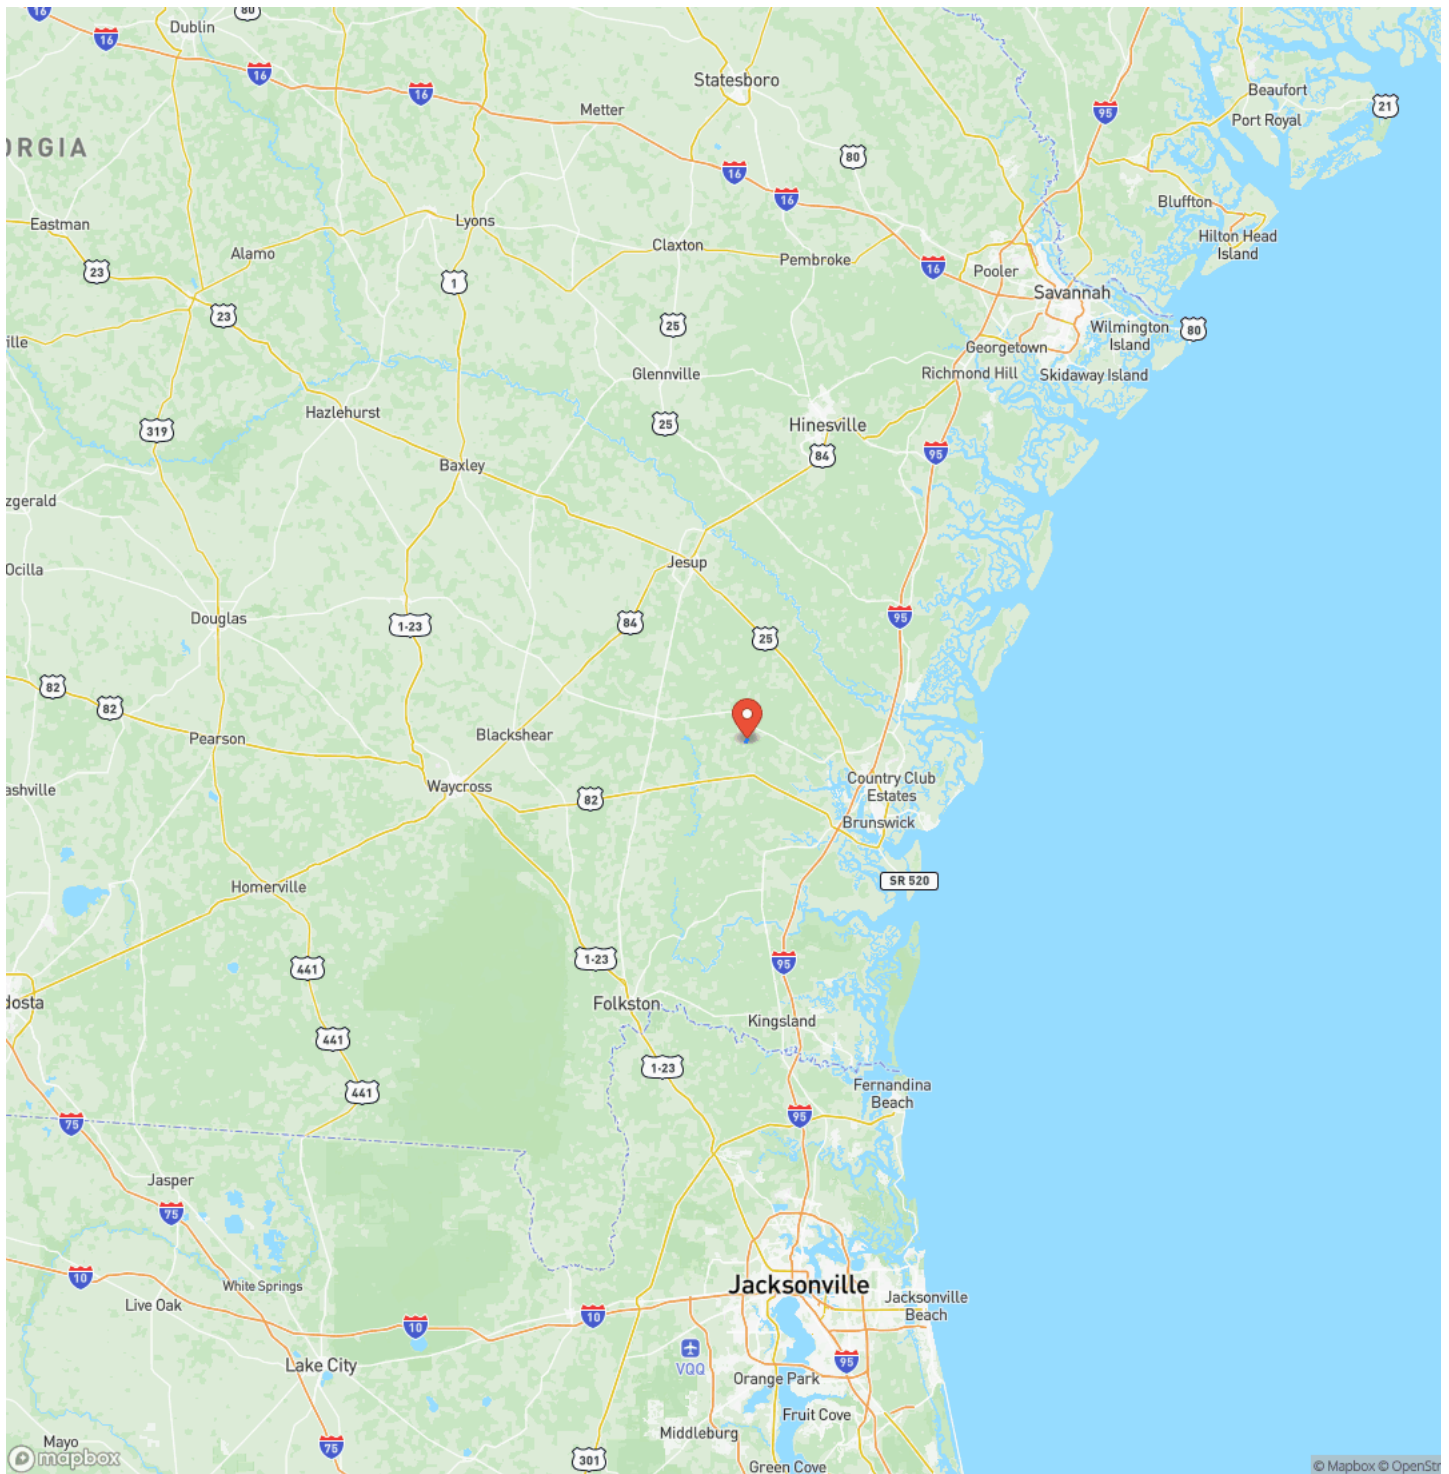 16
80
Dublin
16
16
16
Statesboro
Metter
Beaufort
21
Port Royal
95
ORGIA
80
16
16
Bluffton
Eastman
Lyons
Alamo
Claxton
Pembroke
Hilton Head
Island
23
16
Pooler
1
Savannah
23
25
Wilmington
Island
80
ille
Georgetown
Glennville
Richmond Hill
Skidaway Island
Hazlehurst
319
25
Hinesville
84
95
Baxley
zgerald
Jesup
Ocilla
Douglas
1-23
84
25
95
82
82
Pearson
Blackshear
Waycross
ashville
82
Country Club
Estates
Brunswick
SR 520
Homerville
441
1-23
95
dosta
Folkston
Kingsland
441
1-23
441
Fernandina
Beach
75
95
Jasper
75
10
White Springs
Live Oak
10
10
Jacksonville
Jacksonville
Beach
VQQ
95
Lake City
Orange Park
Fruit Cove
Middleburg
Mayo
75
301
Green Cove
mapbox
© Mapbox © OpenStr